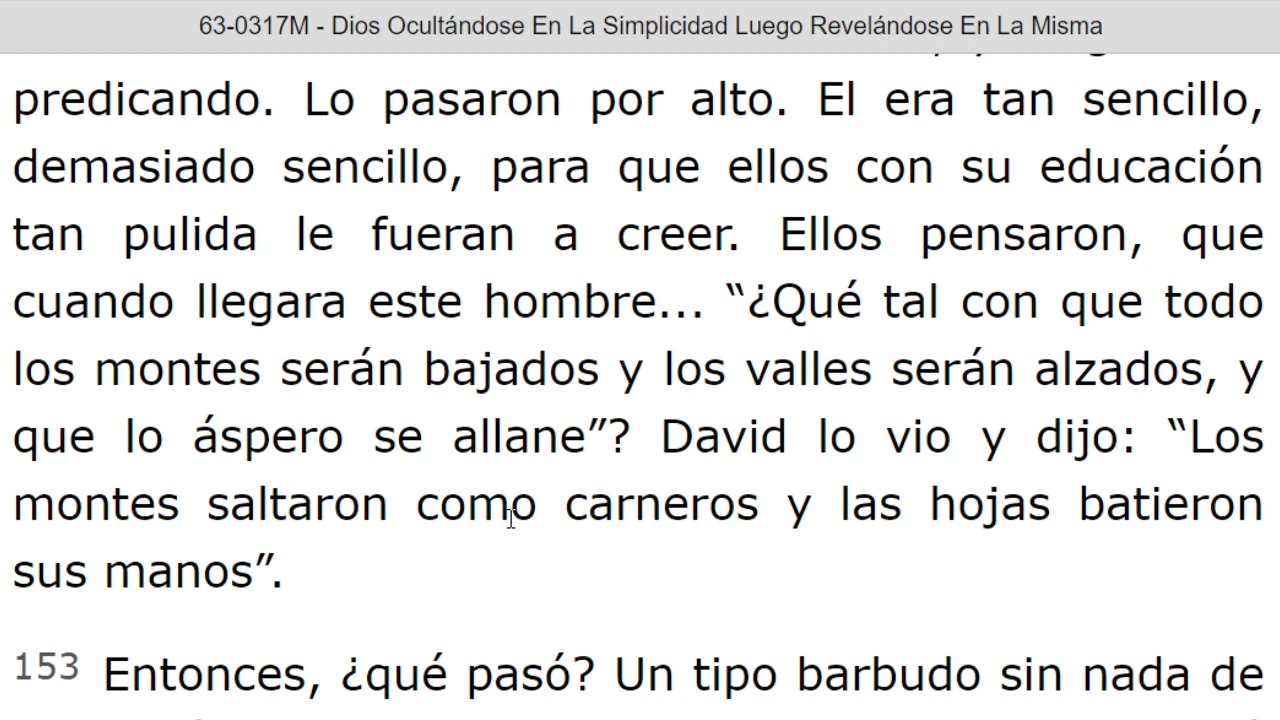 63-0317M - Dios Ocultándose En La Simplicidad Luego Revelándose En La Misma
predicando. Lo pasaron por alto. El era tan sencillo,
demasiado sencillo, para que ellos con su educación
tan pulida le fueran a creer. Ellos pensaron, que
cuando llegara este hombre... “¿Qué tal con que todo
los montes serán bajados y los valles serán alzados, y
que lo áspero se allane”? David lo vio y dijo: “Los
montes saltaron como carneros y las hojas batieron
sus manos”.
153 Entonces, ¿qué pasó? Un tipo barbudo sin nada de